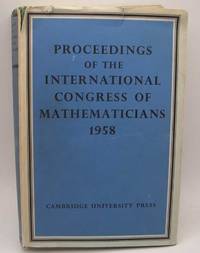 PROCEEDINGS
OF THE
INTERNATIONAL
CONGRESS OF
MATHEMATICIANS
1958
CAMBRIDGE UNIVERSITY PRESS